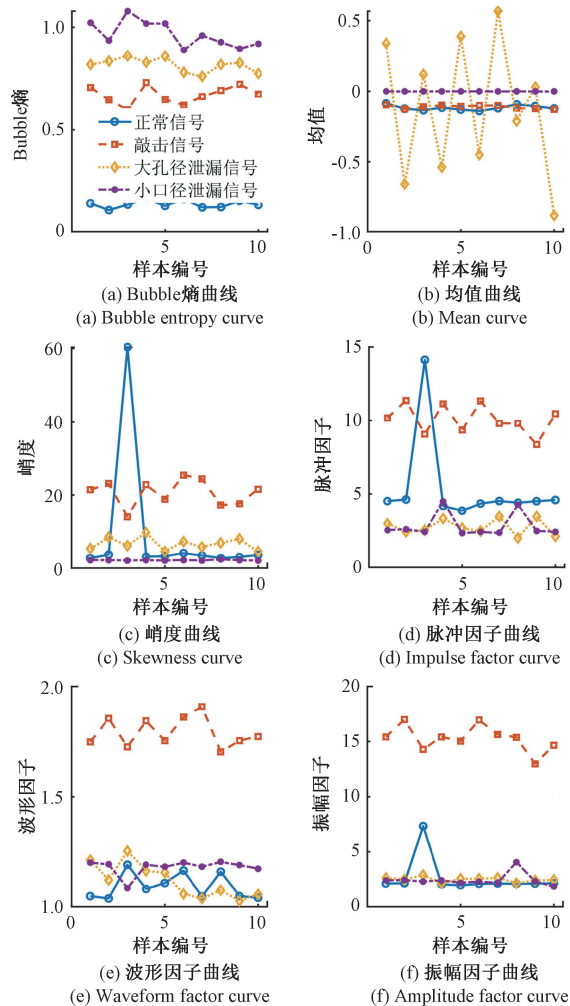 1.0
0.5
0
Bubble熵
正常信号
敲击信号
大孔径泄漏信号
小口径泄漏信号
5
10
样本编号
(a) Bubble熵曲线
(a) Bubble entropy curve
0.5
0
-0.5
-1.0
均值
0
5
10
样本编号
(b) 均值曲线
(b) Mean curve
60
40
20
0
峭度
5
10
样本编号
(c) 峭度曲线
(c) Skewness curve
15
10
5
0
脉冲因子
5
10
样本编号
(d) 脉冲因子曲线
(d) Impulse factor curve
2.0
1.5
1.0
波形因子
5
10
样本编号
(e) 波形因子曲线
(e) Waveform factor curve
20
15
10
5
0
振幅因子
5
10
样本编号
(f) 振幅因子曲线
(f) Amplitude factor curve